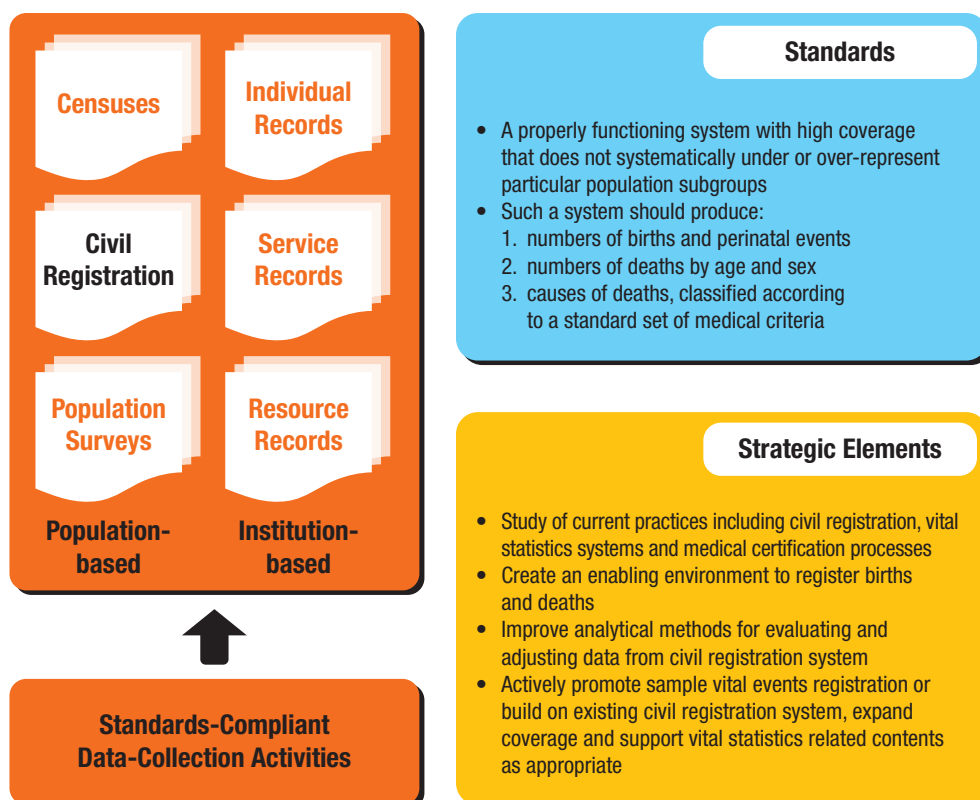 Censuses
Individual
Records
Civil
Registration
Service
Records
Population
Surveys
Resource
Records
Population-
based
Institution-
based
Standards-Compliant
Data-Collection Activities
Standards
• A properly functioning system with high coverage
that does not systematically under or over-represent
particular population subgroups
• Such a system should produce:
1. numbers of births and perinatal events
2. numbers of deaths by age and sex
3. causes of deaths, classified according
to a standard set of medical criteria
Strategic Elements
• Study of current practices including civil registration, vital
statistics systems and medical certification processes
• Create an enabling environment to register births
and deaths
• Improve analytical methods for evaluating and
adjusting data from civil registration system
• Actively promote sample vital events registration or
build on existing civil registration system, expand
coverage and support vital statistics related contents
as appropriate